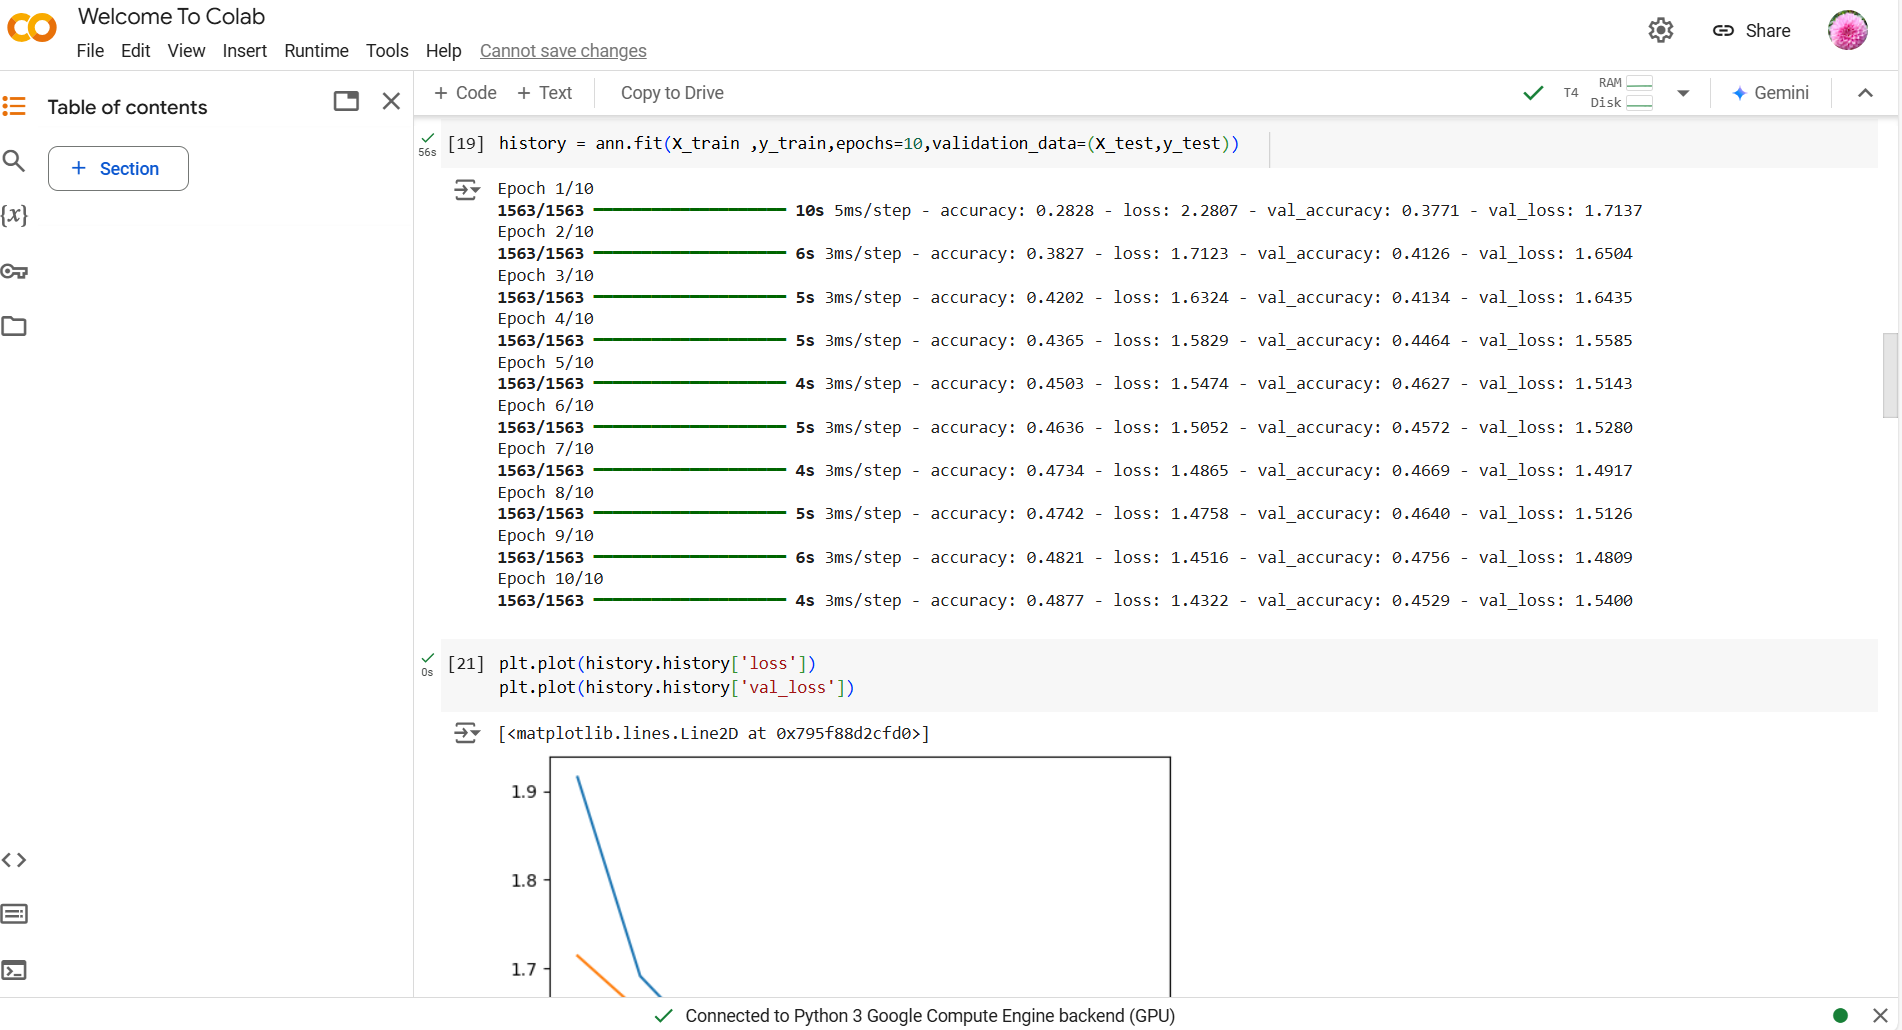 Welcome To Colab
File Edit View Insert Runtime Tools Help Cannot save changes
Share
Table of contents
+ Section
{x}
+ Code + Text Copy to Drive
T4 RAM Disk Gemini
56s
[19] history = ann.fit(X_train ,y_train,epochs=10,validation_data=(X_test,y_test))
Epoch 1/10
1563/1563 10s 5ms/step - accuracy: 0.2828 - loss: 2.2807 - val_accuracy: 0.3771 - val_loss: 1.7137
Epoch 2/10
1563/1563 6s 3ms/step - accuracy: 0.3827 - loss: 1.7123 - val_accuracy: 0.4126 - val_loss: 1.6504
Epoch 3/10
1563/1563 5s 3ms/step - accuracy: 0.4202 - loss: 1.6324 - val_accuracy: 0.4134 - val_loss: 1.6435
Epoch 4/10
1563/1563 5s 3ms/step - accuracy: 0.4365 - loss: 1.5829 - val_accuracy: 0.4464 - val_loss: 1.5585
Epoch 5/10
1563/1563 4s 3ms/step - accuracy: 0.4503 - loss: 1.5474 - val_accuracy: 0.4627 - val_loss: 1.5143
Epoch 6/10
1563/1563 5s 3ms/step - accuracy: 0.4636 - loss: 1.5052 - val_accuracy: 0.4572 - val_loss: 1.5280
Epoch 7/10
1563/1563 4s 3ms/step - accuracy: 0.4734 - loss: 1.4865 - val_accuracy: 0.4669 - val_loss: 1.4917
Epoch 8/10
1563/1563 5s 3ms/step - accuracy: 0.4742 - loss: 1.4758 - val_accuracy: 0.4640 - val_loss: 1.5126
Epoch 9/10
1563/1563 6s 3ms/step - accuracy: 0.4821 - loss: 1.4516 - val_accuracy: 0.4756 - val_loss: 1.4809
Epoch 10/10
1563/1563 4s 3ms/step - accuracy: 0.4877 - loss: 1.4322 - val_accuracy: 0.4529 - val_loss: 1.5400
0s
[21] plt.plot(history.history['loss'])
plt.plot(history.history['val_loss'])
[<matplotlib.lines.Line2D at 0x795f88d2cfd0>]
1.9
1.8
1.7
Connected to Python 3 Google Compute Engine backend (GPU)